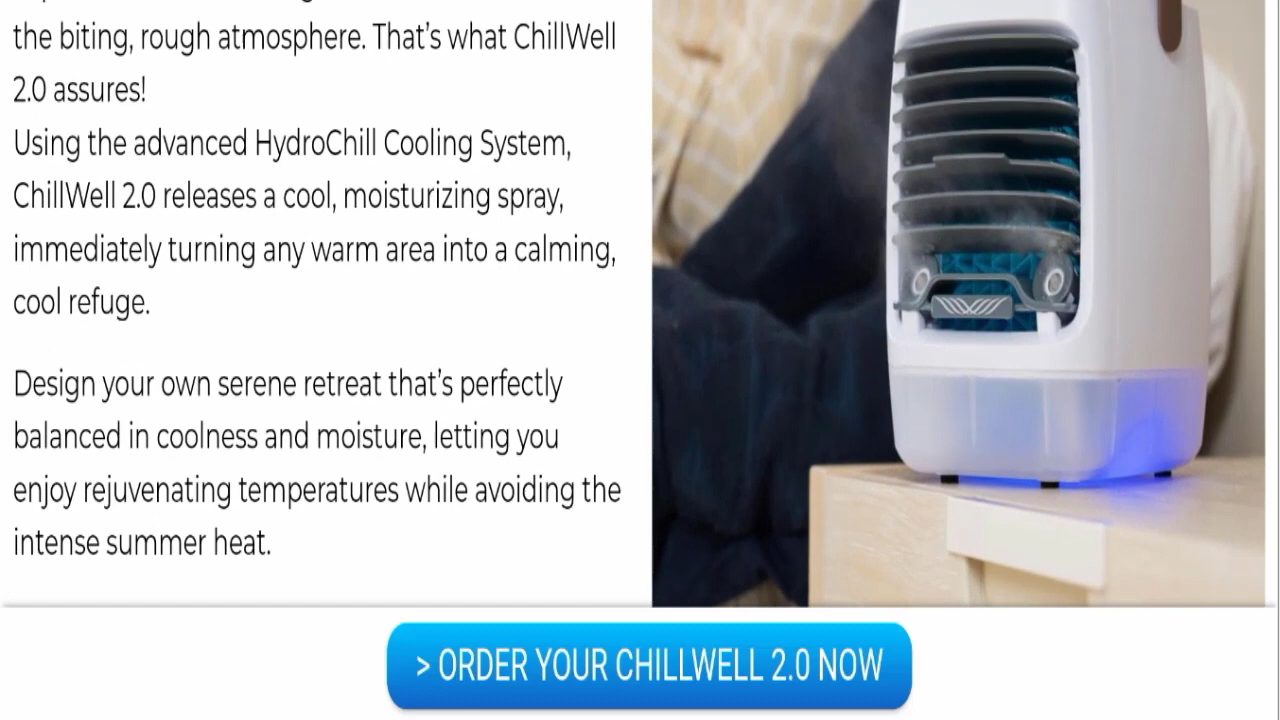 the biting, rough atmosphere. That's what ChillWell
2.0 assures!
Using the advanced HydroChill Cooling System,
ChillWell 2.0 releases a cool, moisturizing spray,
immediately turning any warm area into a calming,
cool refuge.
Design your own serene retreat that's perfectly
balanced in coolness and moisture, letting you
enjoy rejuvenating temperatures while avoiding the
intense summer heat.
> ORDER YOUR CHILLWELL 2.0 NOW